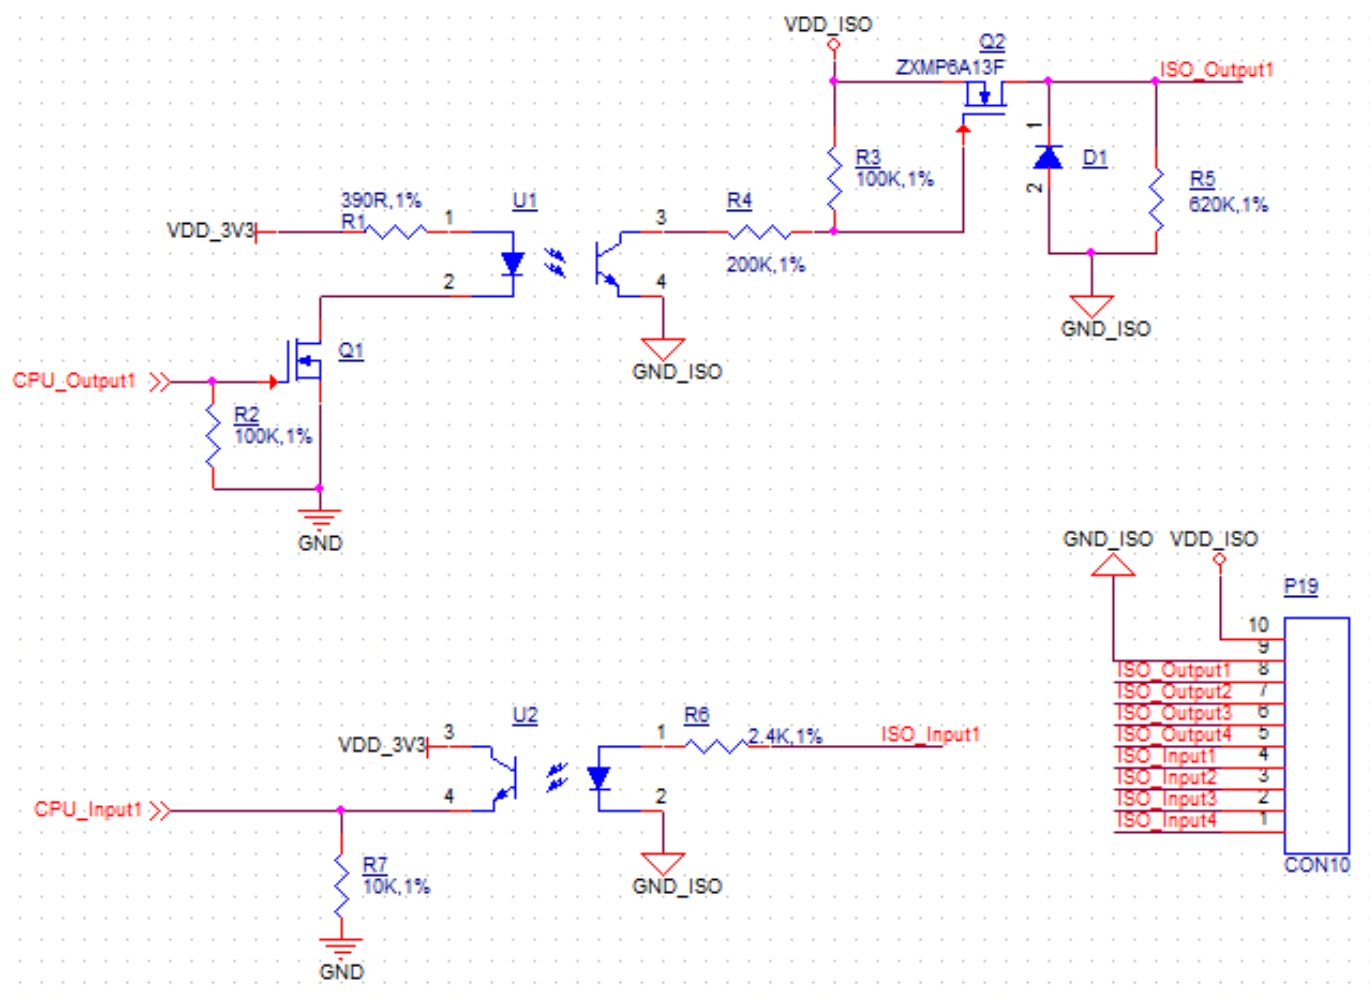 VDD_ISO
Q2
ZXMP6A13F
ISO_Output1
1
D1
2
R3
100K,1%
R5
620K,1%
390R,1%
R1
VDD_3V3
1
U1
3
R4
200K,1%
2
4
GND_ISO
GND_ISO
Q1
CPU_Output1
R2
100K,1%
GND
GND_ISO
VDD_ISO
P19
10
9
ISO_Output1 8
ISO_Output2 7
ISO_Output3 6
ISO_Output4 5
ISO_Input1 4
ISO_Input2 3
ISO_Input3 2
ISO_Input4 1
CON10
U2
VDD_3V3
3
1
R6
2.4K,1%
ISO_Input1
CPU_Input1
4
2
R7
10K,1%
GND_ISO
GND